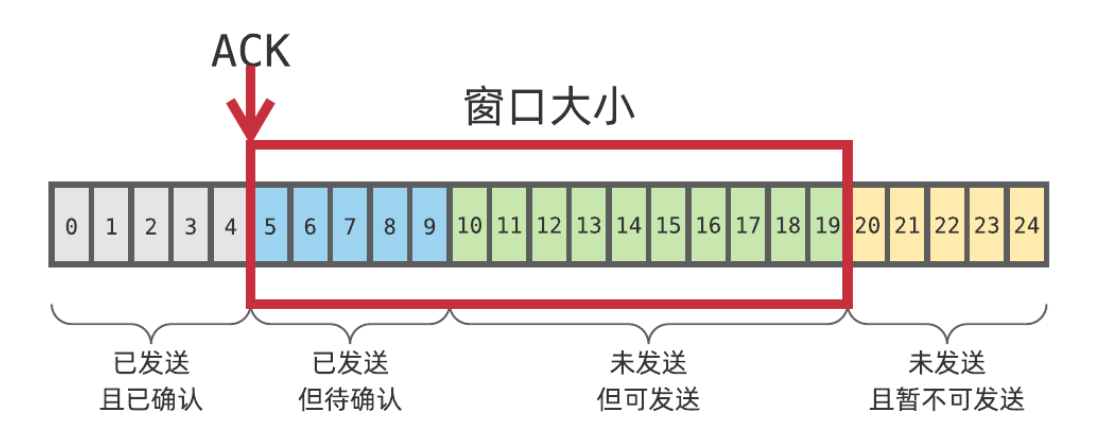 ACK
窗口大小
0 1 2 3 4 5 6 7 8 9 10 11 12 13 14 15 16 17 18 19 20 21 22 23 24
已发送 已发送 未发送 未发送
且已确认 但待确认 但可发送 且暂不可发送